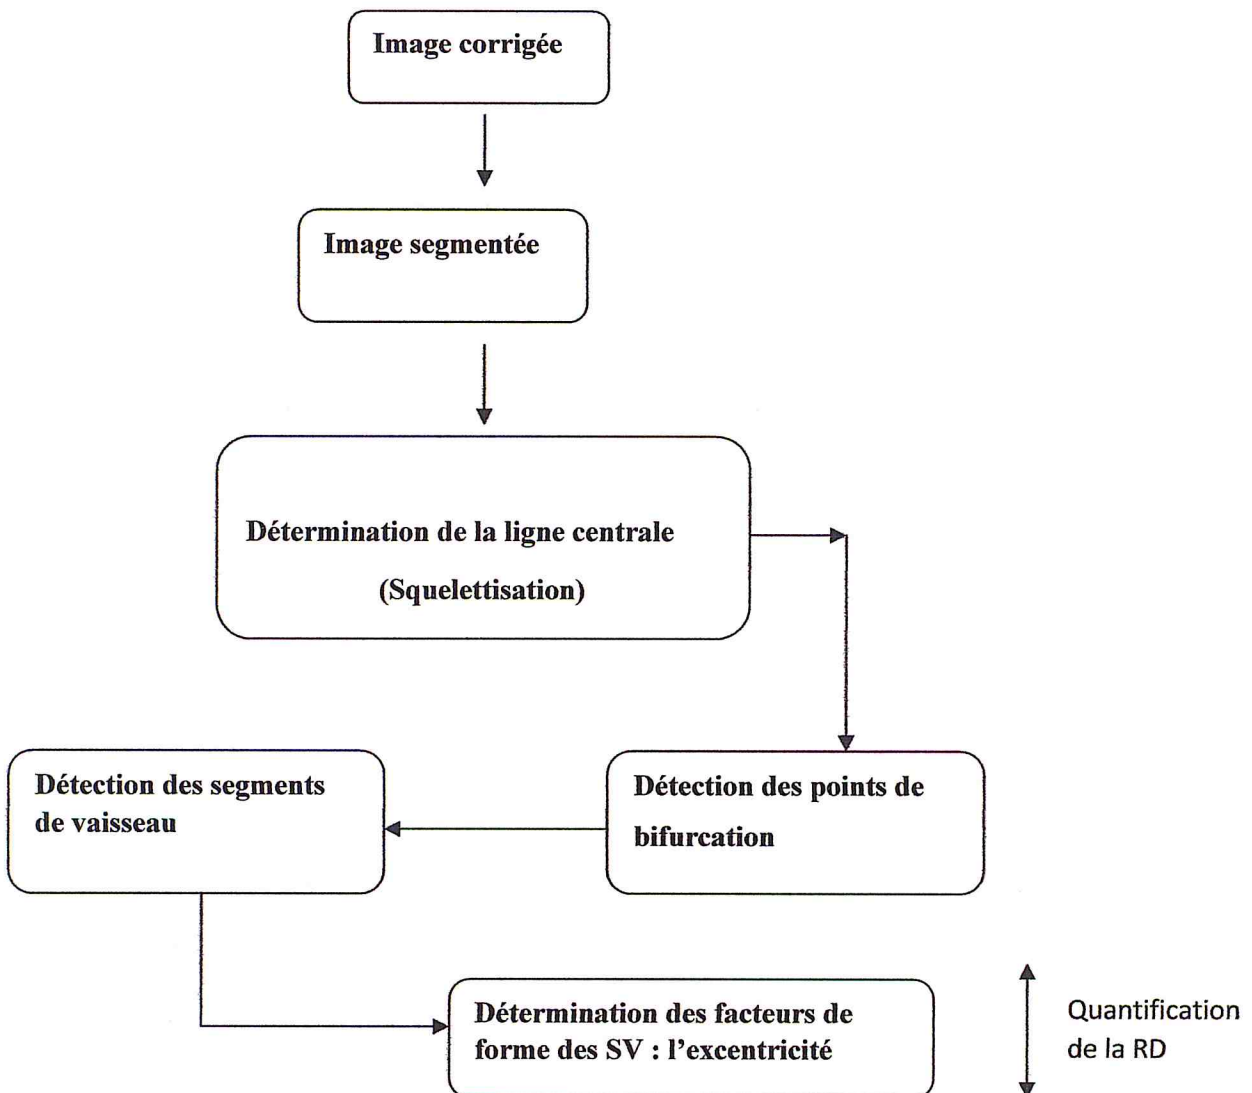 Image corrigée
Image segmentée
Détermination de la ligne centrale
(Squelettisation)
Détection des segments
de vaisseau
Détection des points de
bifurcation
Détermination des facteurs de
forme des SV : l'excentricité
Quantification
de la RD